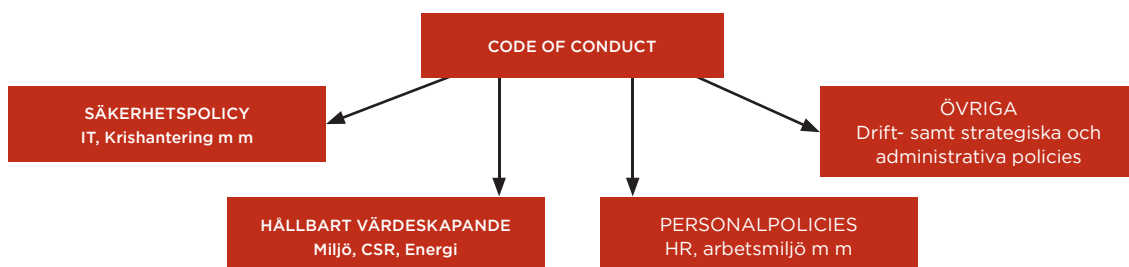 CODE OF CONDUCT
SÄKERHETSPOLICY
IT, Krishantering m m
ÖVRIGA
Drift- samt strategiska och
administrativa policies
HÅLLBART VÄRDESKAPANDE
Miljö, CSR, Energi
PERSONALPOLICIES
HR, arbetsmiljö m m